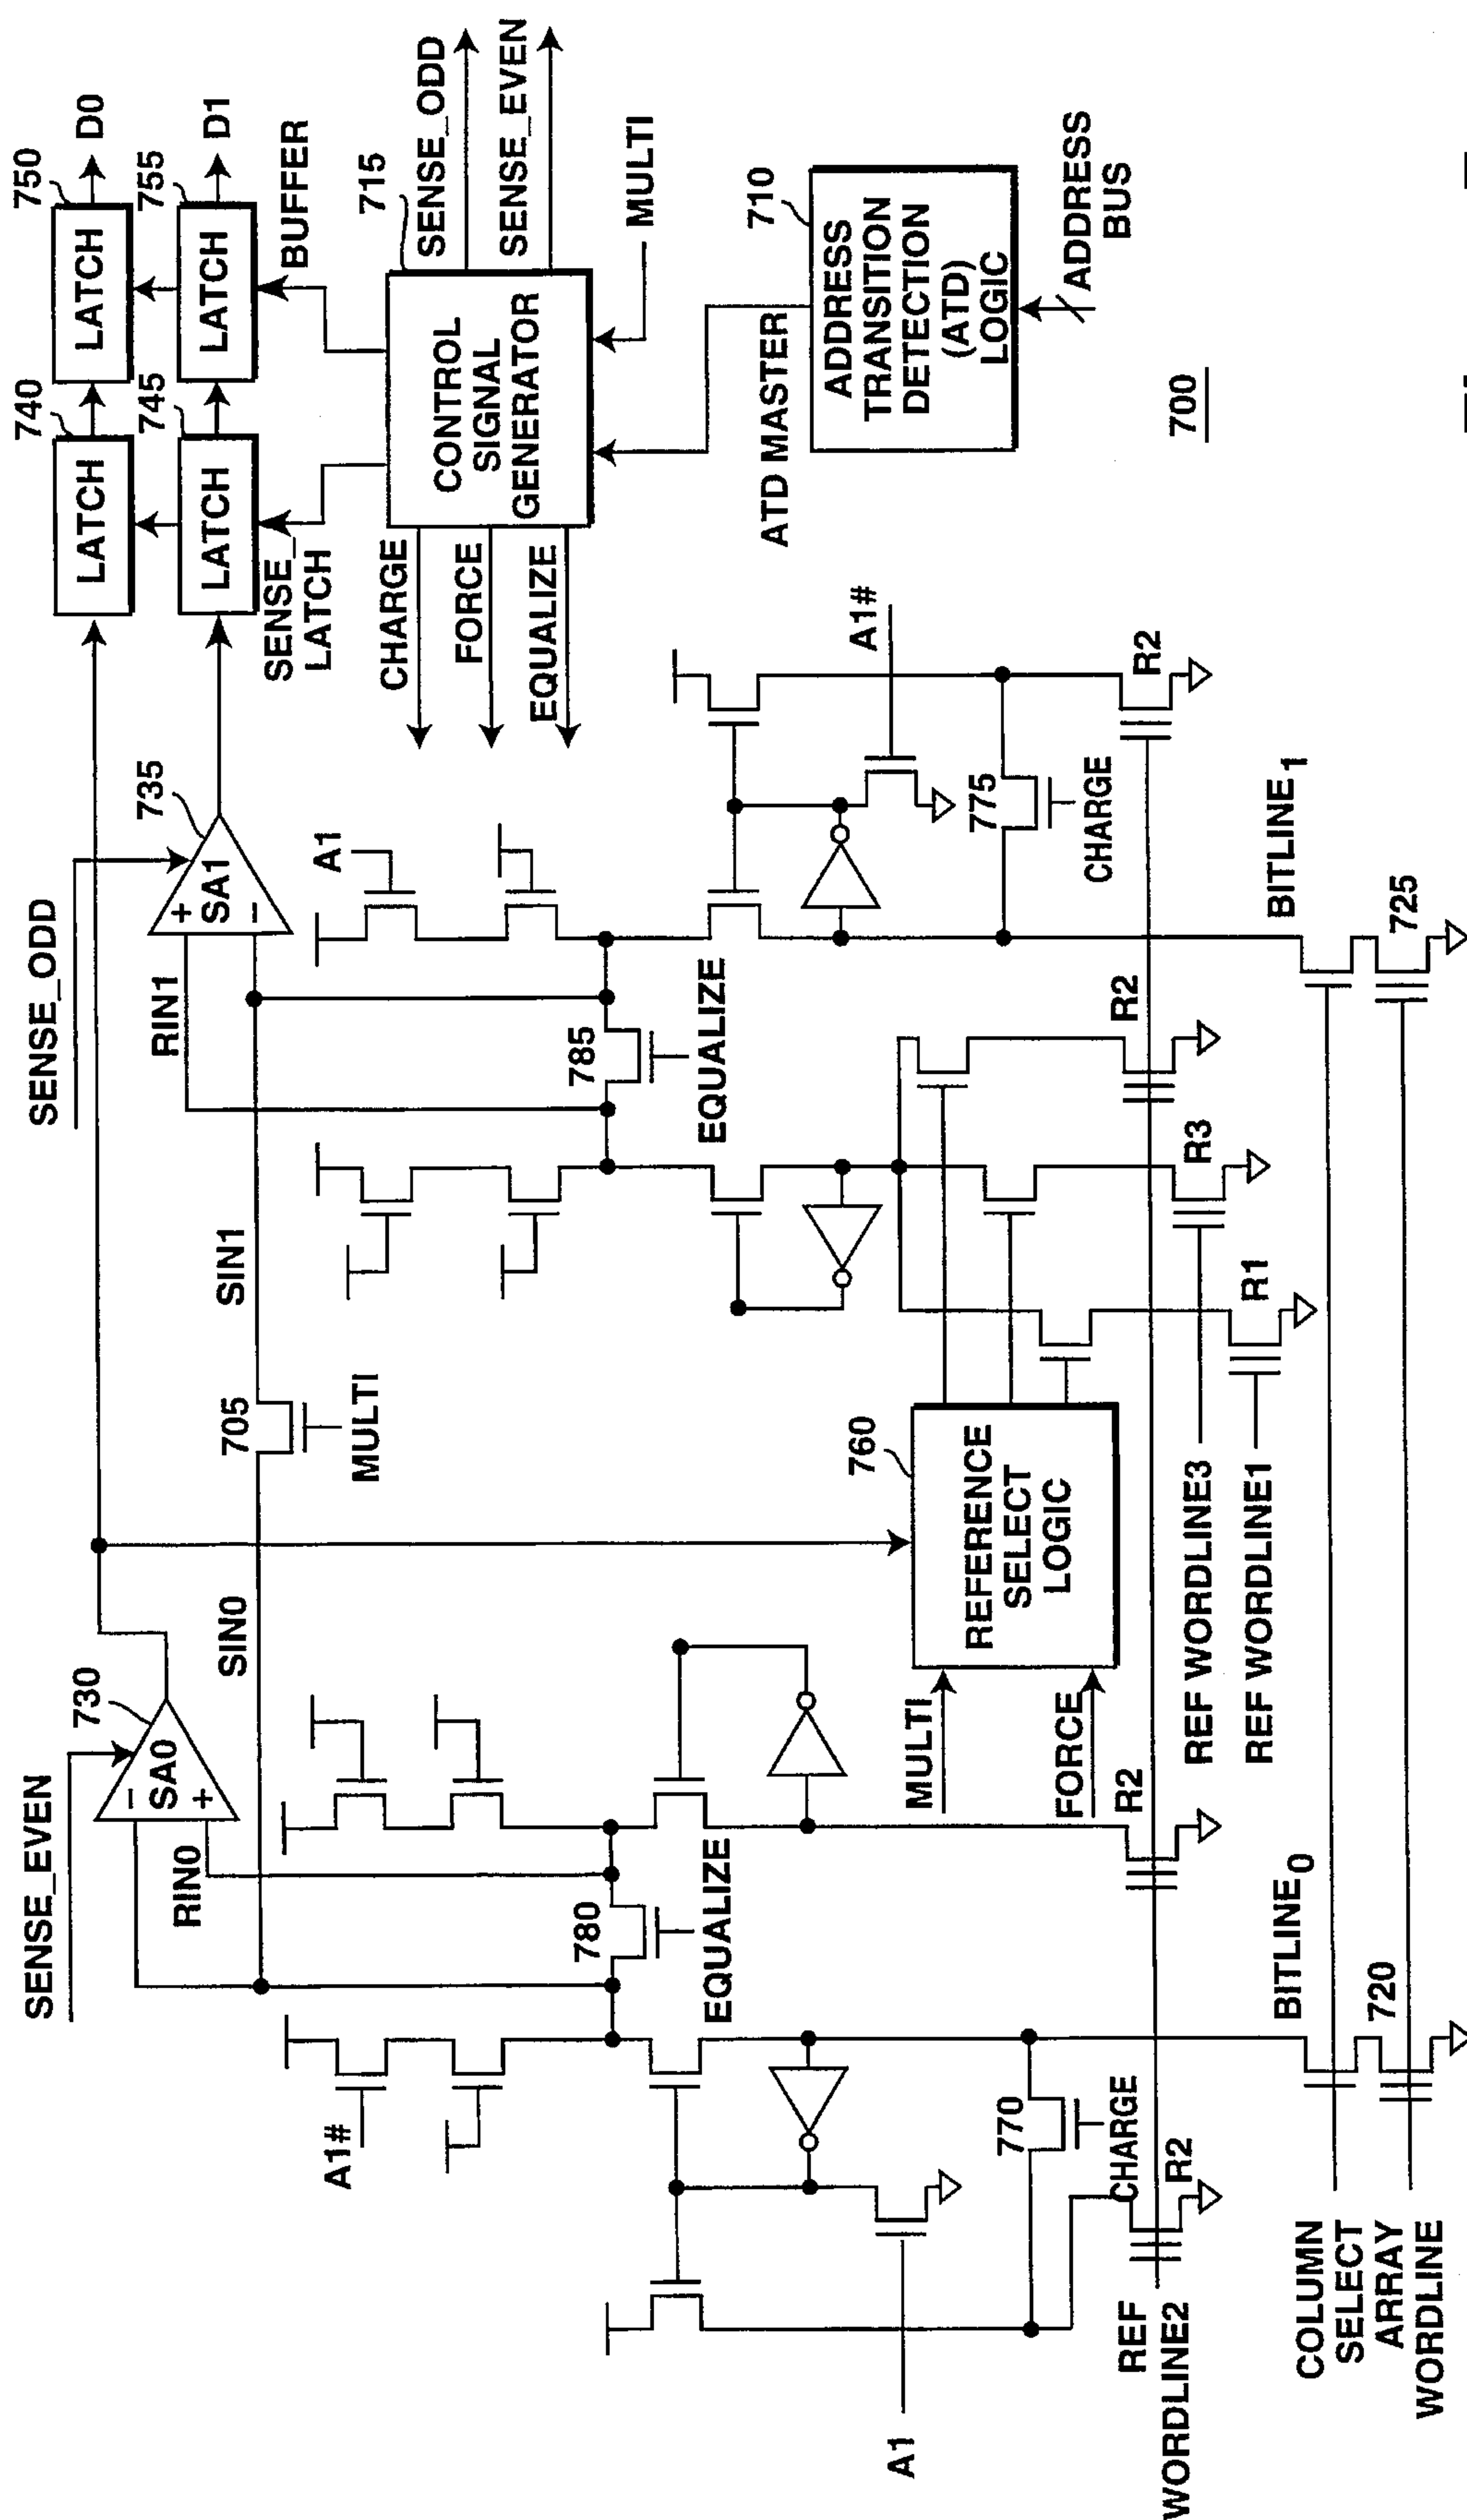 SENSE_EVEN
730
SA0
−
+
RIN0
SIN0
705
MULTI
SIN1
SENSE_ODD
RIN1
735
+
SA1
−
740
LATCH
750
LATCH
D0
745
LATCH
755
LATCH
D1
SENSE_
LATCH
BUFFER
715
CONTROL
SIGNAL
GENERATOR
CHARGE
FORCE
EQUALIZE
SENSE_ODD
SENSE_EVEN
MULTI
ATD MASTER
710
ADDRESS
TRANSITION
DETECTION
(ATD)
LOGIC
ADDRESS
BUS
700
A1#
A1
780
EQUALIZE
785
EQUALIZE
A1#
A1
770
CHARGE
775
CHARGE
760
REFERENCE
SELECT
LOGIC
MULTI
FORCE
R2
R2
R2
R2
R3
R1
REF
WORDLINE2
REF WORDLINE3
REF WORDLINE1
BITLINE0
BITLINE1
720
725
COLUMN
SELECT
ARRAY
WORDLINE